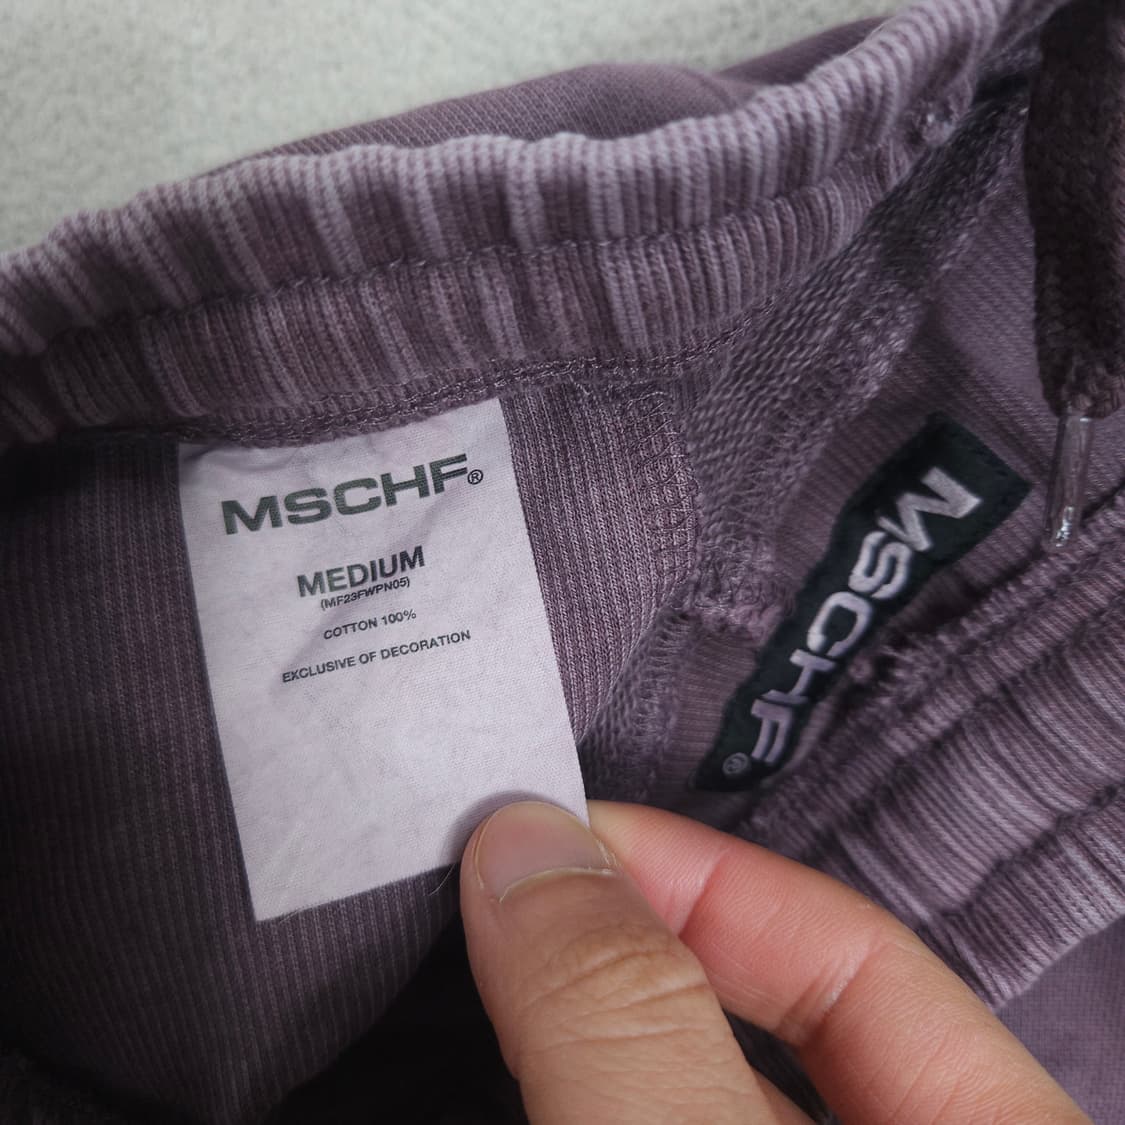 MSCHF®
MEDIUM
(MF23FWPN05)
COTTON 100%
EXCLUSIVE OF DECORATION
MSCHF®